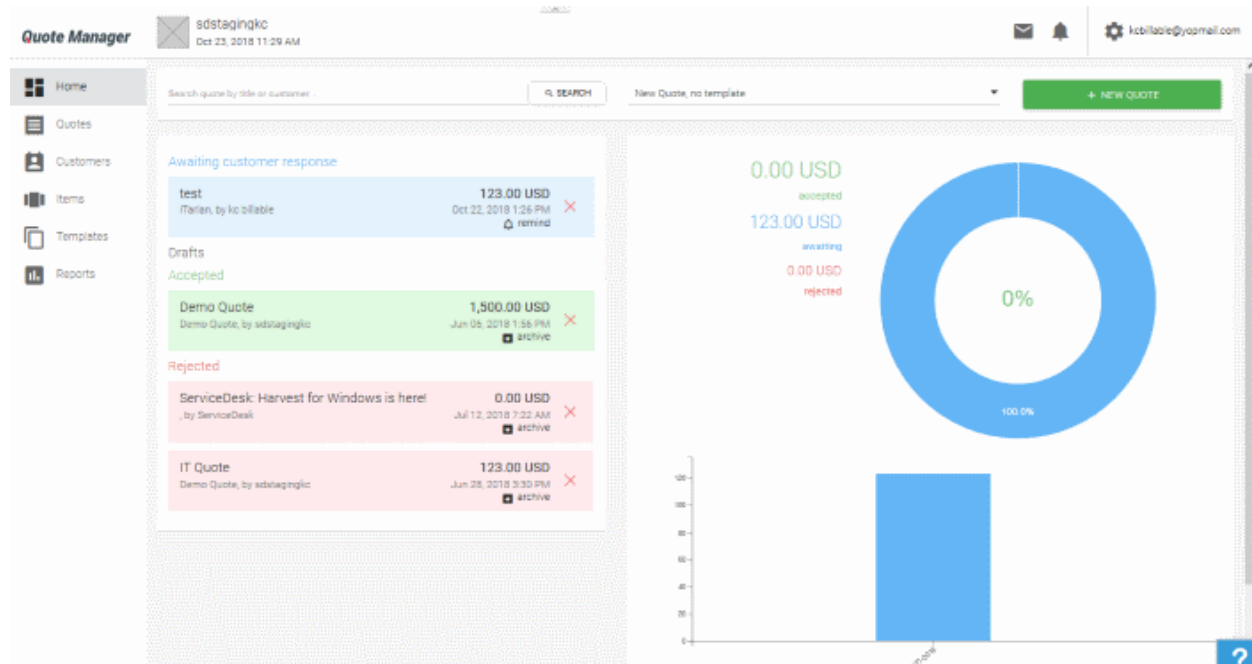 Quote Manager
sdstagingkc
Oct 23, 2018 11:29 AM
kcbillable@yopmail.com
Home
Quotes
Customers
Items
Templates
Reports
Search quote by title or customer ..
SEARCH
New Quote, no template
+ NEW QUOTE
Awaiting customer response
test
123.00 USD
ITarian, by kc billable
Oct 22, 2018 1:26 PM
remind
Drafts
Accepted
Demo Quote
1,500.00 USD
Demo Quote, by sdstagingkc
Jun 05, 2018 1:56 PM
archive
Rejected
ServiceDesk: Harvest for Windows is here!
0.00 USD
, by ServiceDesk
Jul 12, 2018 7:22 AM
archive
IT Quote
123.00 USD
Demo Quote, by sdstagingkc
Jun 28, 2018 3:30 PM
archive
0.00 USD
accepted
123.00 USD
awaiting
0.00 USD
rejected
0%
100.0%
120
100
80
60
40
20
0
?